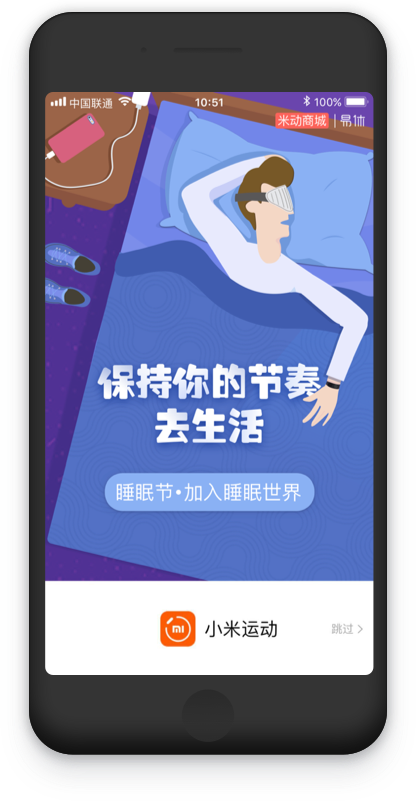 中国联通 10:51 100%
米动商城 | 易休
保持你的节奏
去生活
睡眠节•加入睡眠世界
小米运动
跳过 >